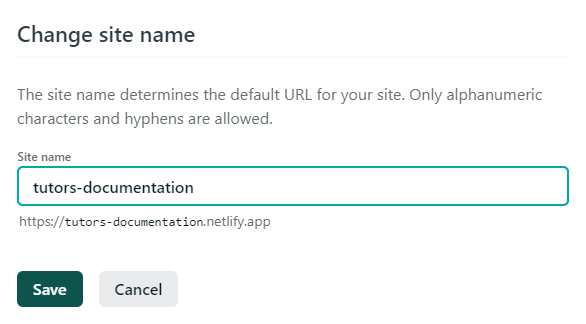 Change site name
The site name determines the default URL for your site. Only alphanumeric
characters and hyphens are allowed.
Site name
tutors-documentation
https://tutors-documentation.netlify.app
Save Cancel